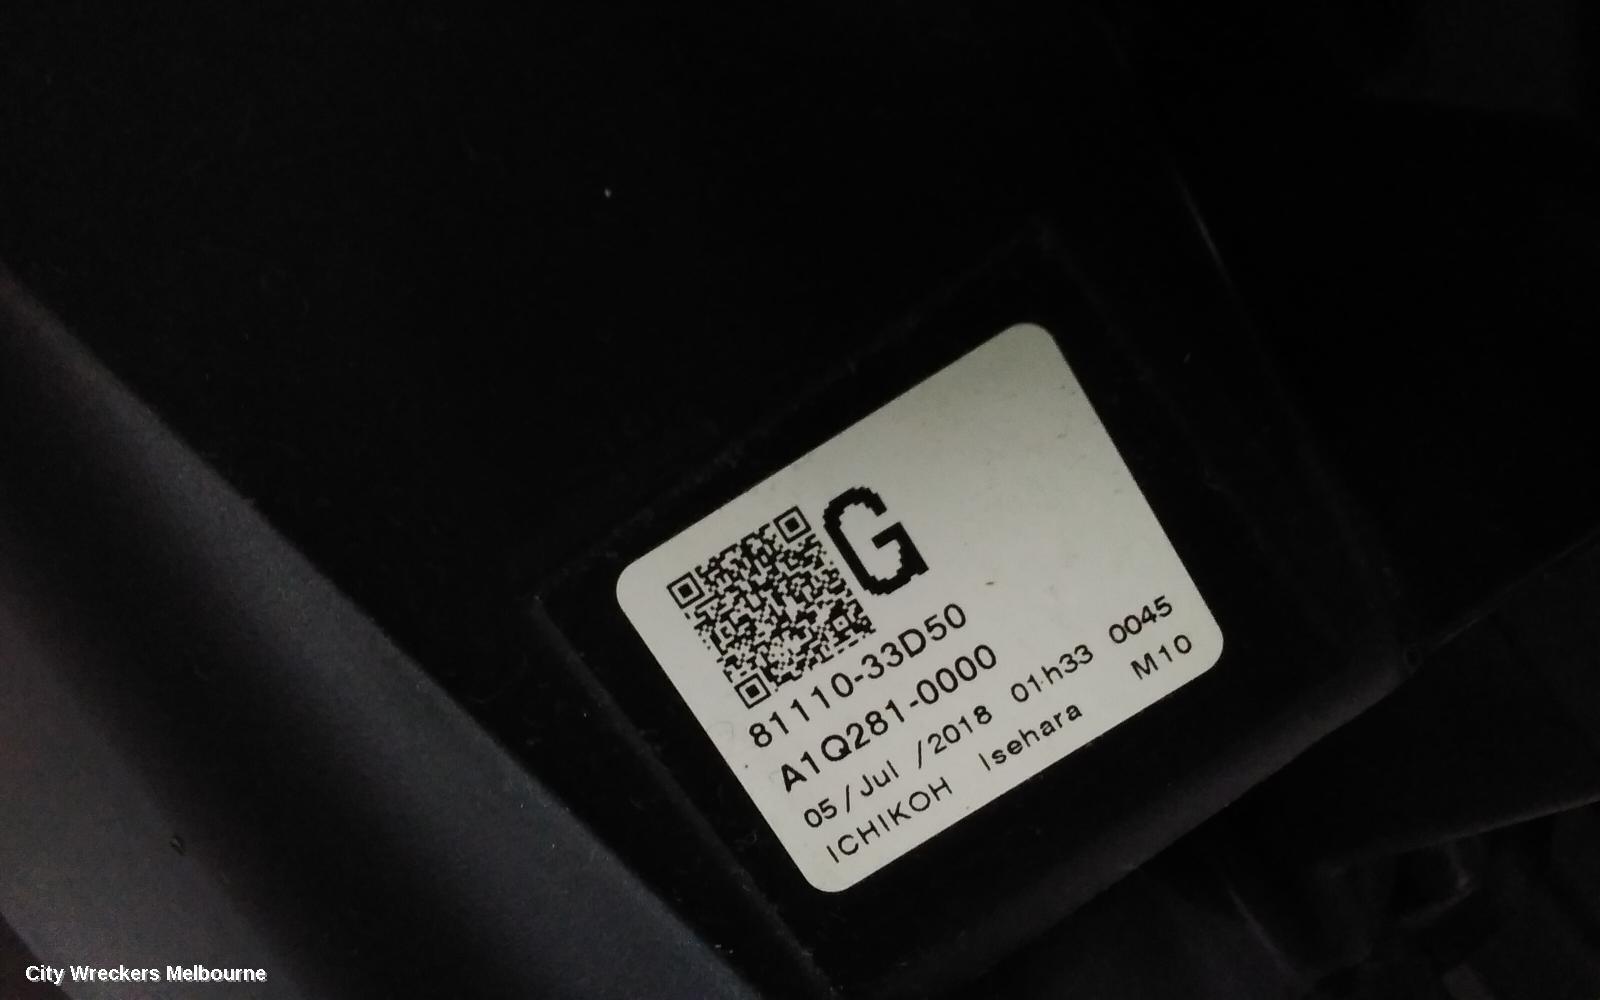 G
81110-33D50
A1Q281-0000
05/Jul /2018 01h33 0045
ICHIKOH Isehara M10
City Wreckers Melbourne